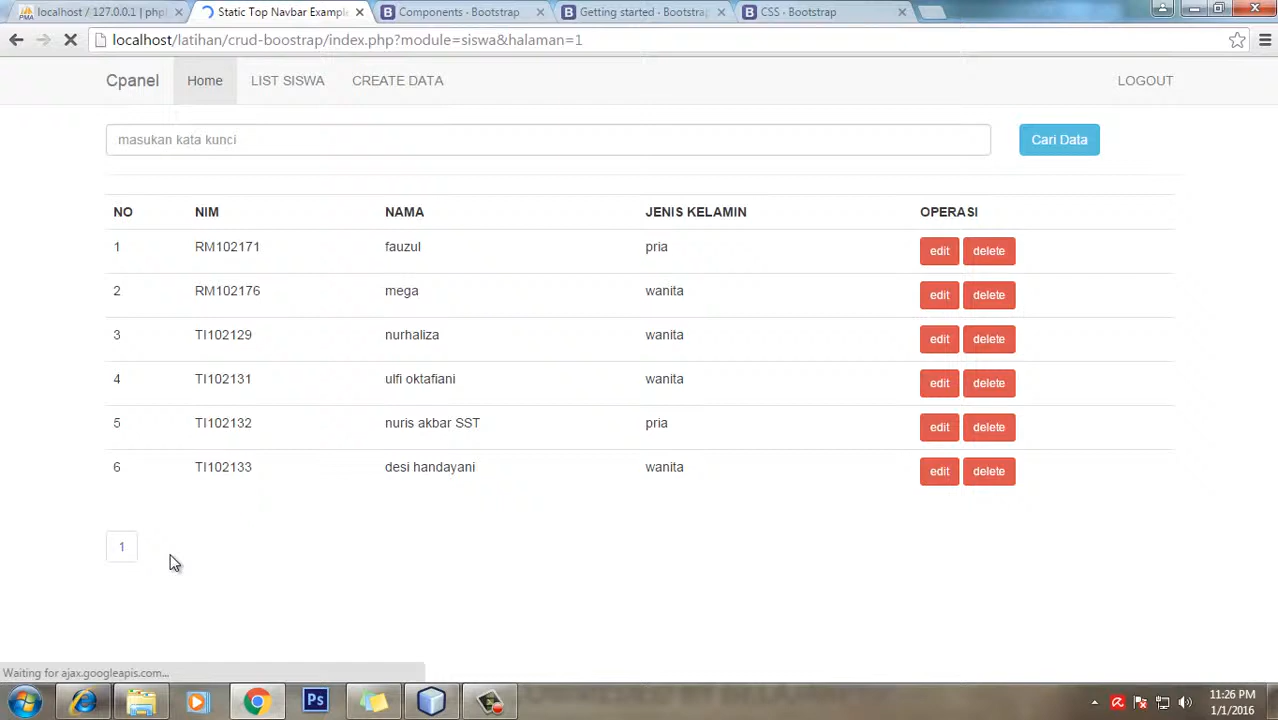 localhost / 127.0.0.1 | php
Static Top Navbar Example
Components - Bootstrap
Getting started - Bootstrap
CSS - Bootstrap
localhost/latihan/crud-boostrap/index.php?module=siswa&halaman=1
Cpanel Home LIST SISWA CREATE DATA LOGOUT
masukan kata kunci Cari Data
NO NIM NAMA JENIS KELAMIN OPERASI
1 RM102171 fauzul pria edit delete
2 RM102176 mega wanita edit delete
3 TI102129 nurhaliza wanita edit delete
4 TI102131 ulfi oktafiani wanita edit delete
5 TI102132 nuris akbar SST pria edit delete
6 TI102133 desi handayani wanita edit delete
1
Waiting for ajax.googleapis.com...
Ps
11:26 PM
1/1/2016